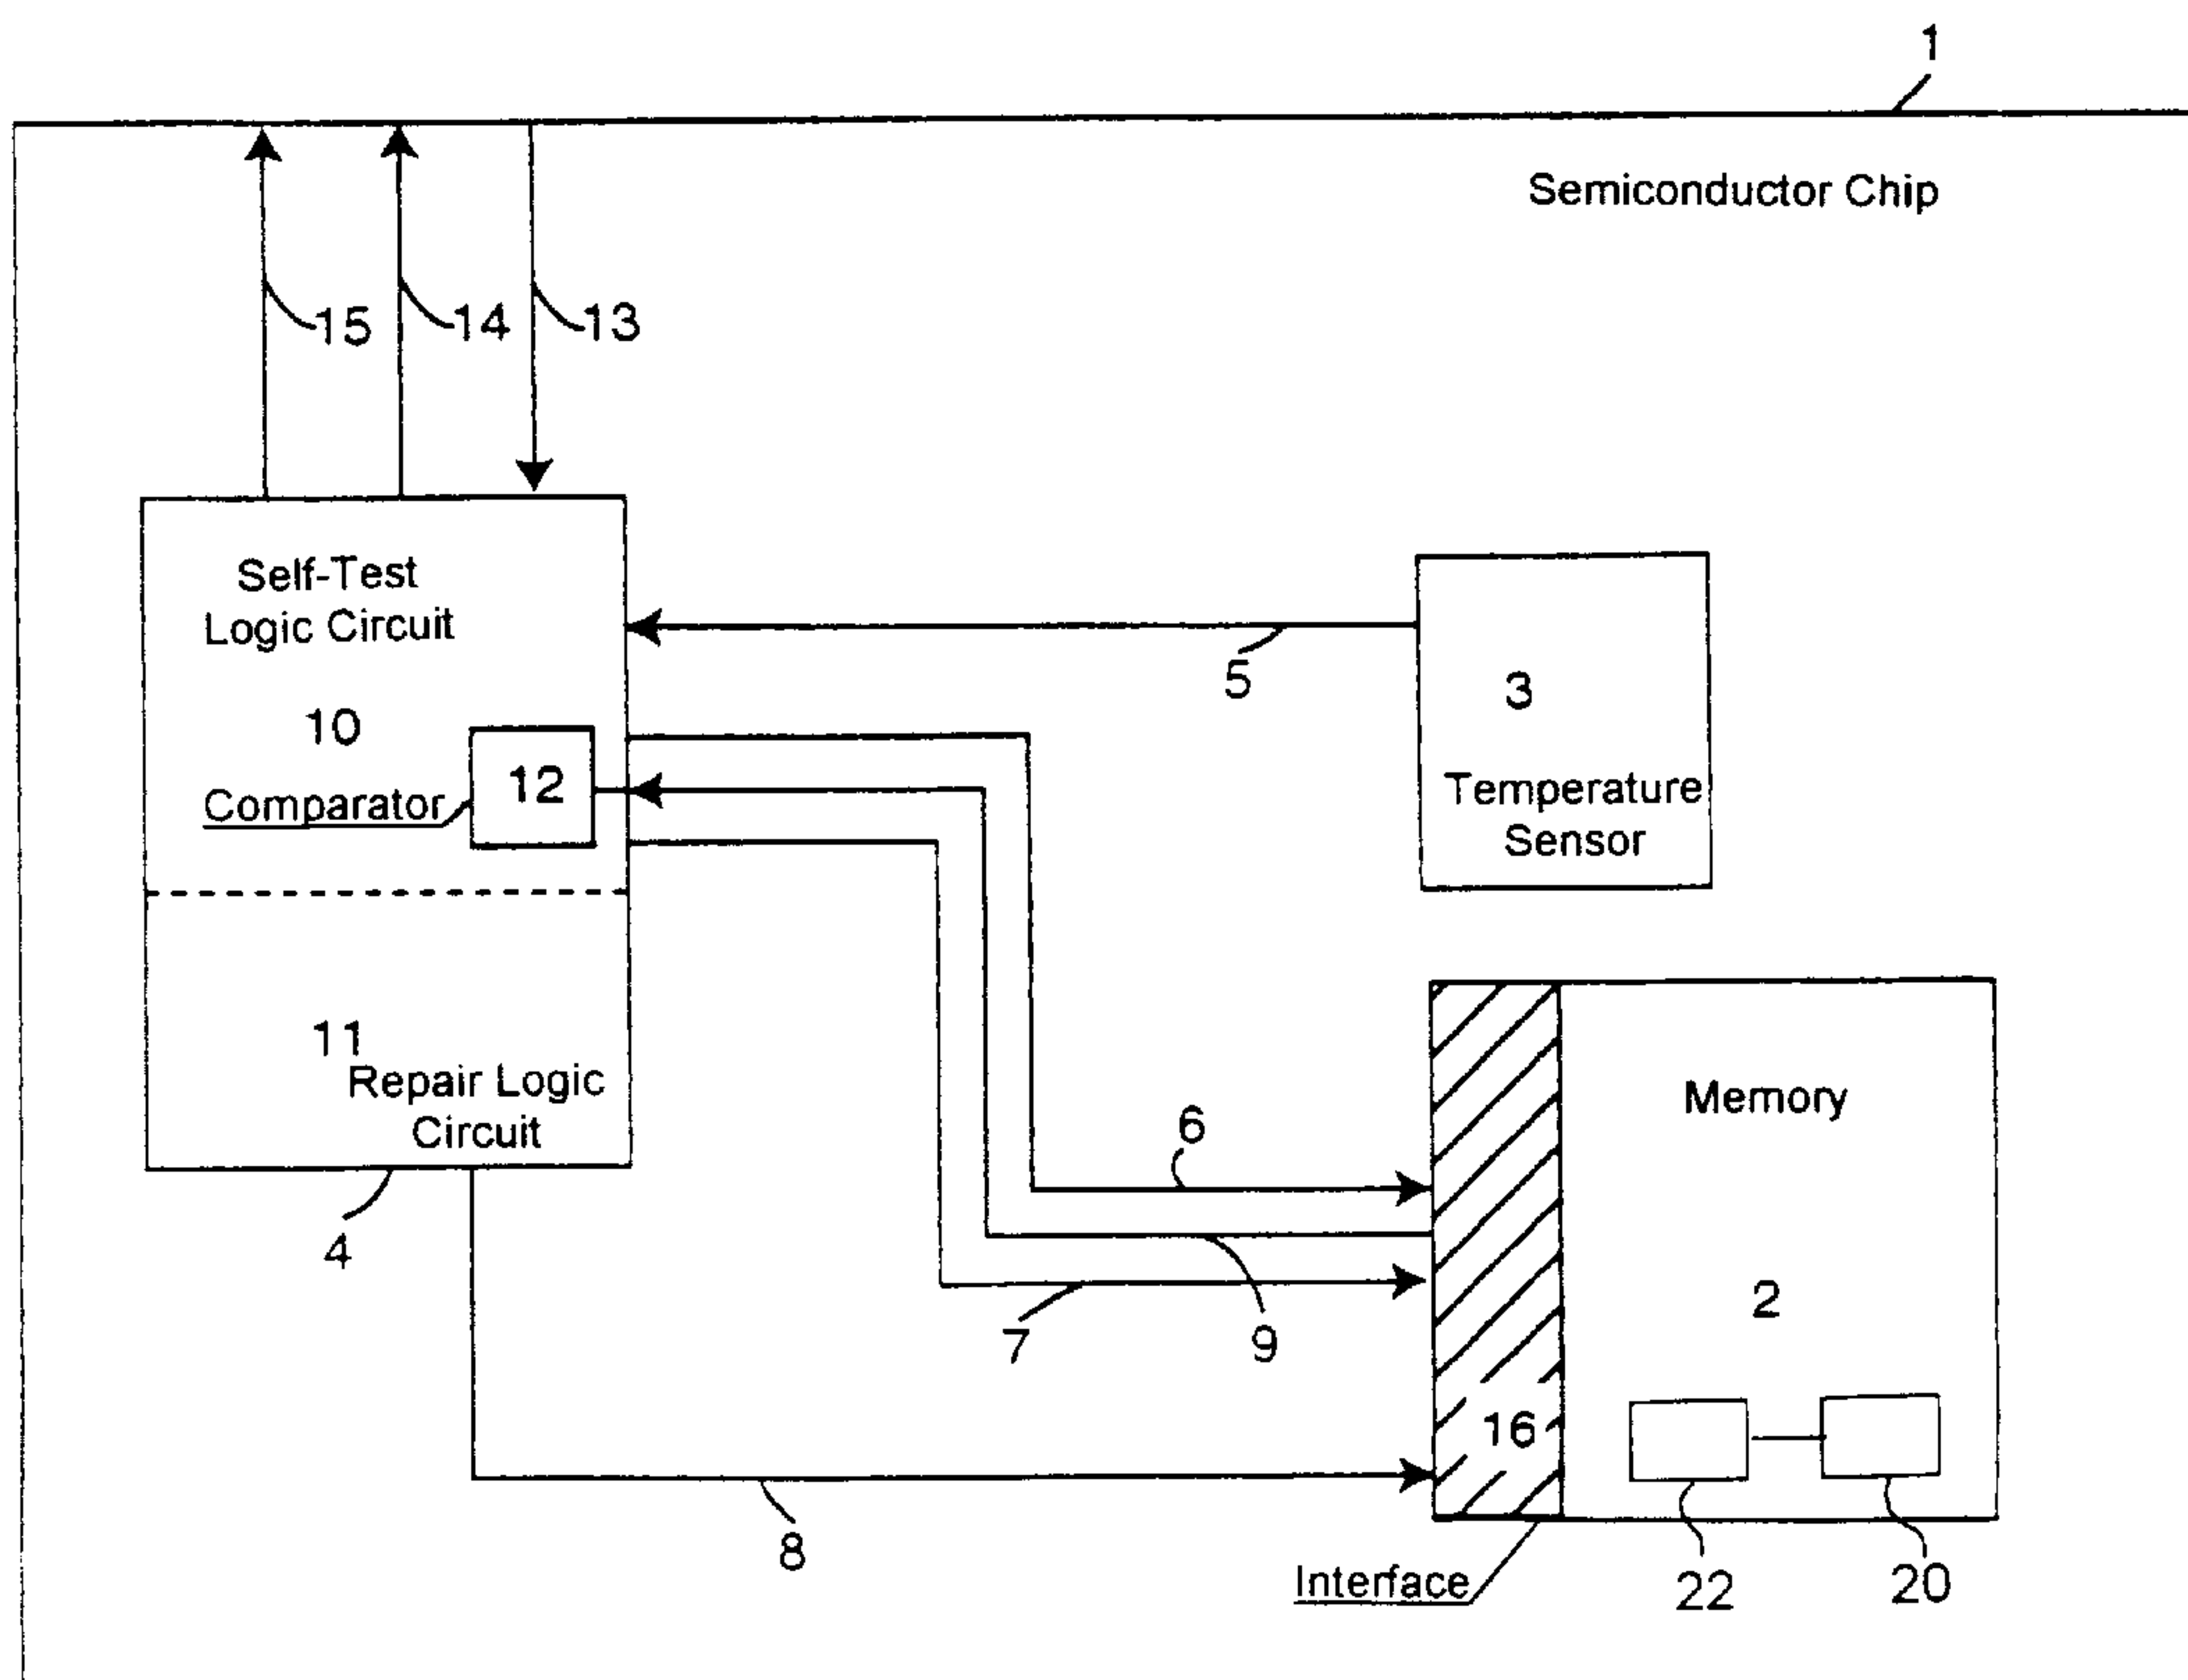 1
Semiconductor Chip
15
14
13
Self-Test
Logic Circuit
5
3
10
12
Temperature
Comparator
Sensor
11
Repair Logic
Circuit
Memory
6
4
2
7
9
16
8
Interface
22
20